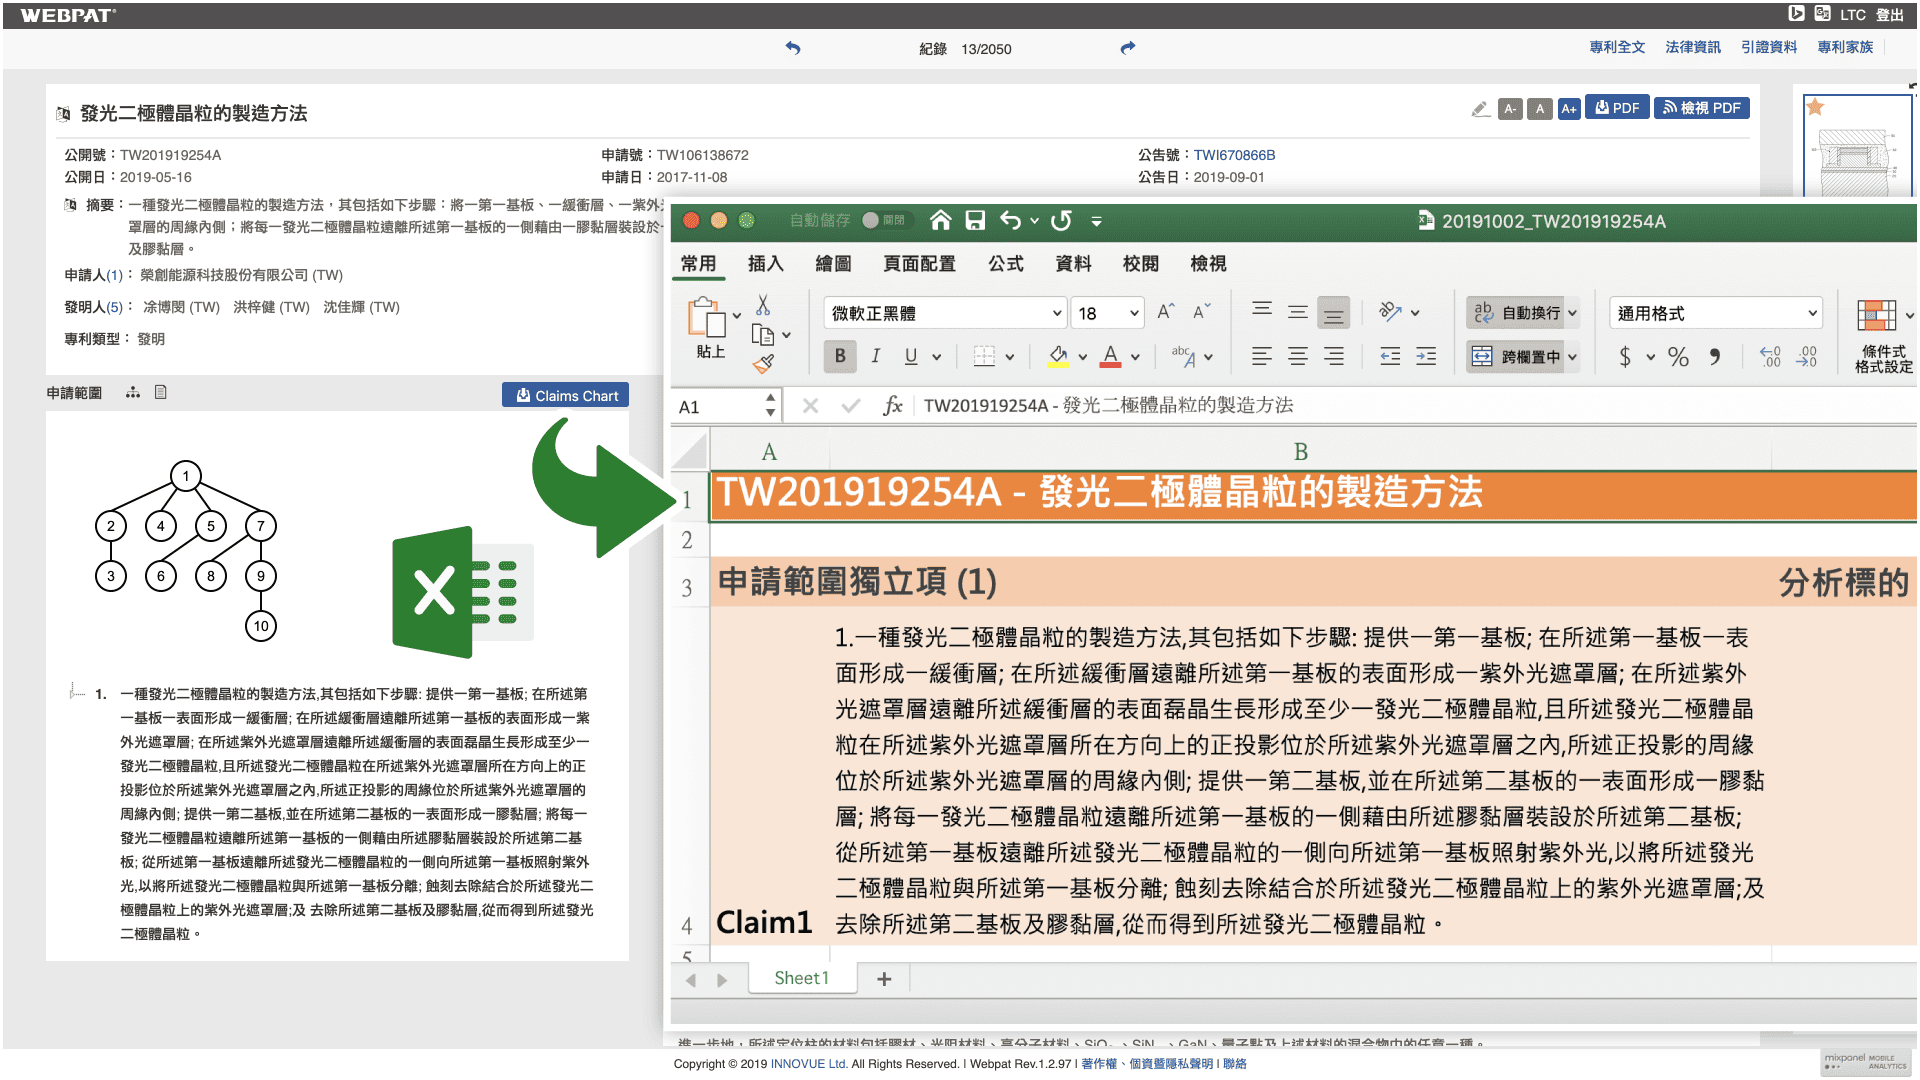 WEBPAT
LTC 登出
紀錄 13/2050
專利全文 法律資訊 引證資料 專利家族
發光二極體晶粒的製造方法
A- A A+ PDF 檢視 PDF
公開號：TW201919254A 申請號：TW106138672 公告號：TWI670866B
公開日：2019-05-16 申請日：2017-11-08 公告日：2019-09-01
摘要：一種發光二極體晶粒的製造方法，其包括如下步驟：將一第一基板、一緩衝層、一紫外
罩層的周緣內側；將每一發光二極體晶粒遠離所述第一基板的一側藉由一膠黏層裝設於
及膠黏層。
申請人(1)： 榮創能源科技股份有限公司 (TW)
發明人(5)： 凃博閔 (TW) 洪梓健 (TW) 沈佳輝 (TW)
專利類型： 發明
申請範圍
Claims Chart
1
2 4 5 7
3 6 8 9
10
X
1. 一種發光二極體晶粒的製造方法,其包括如下步驟: 提供一第一基板; 在所述第
一基板一表面形成一緩衝層; 在所述緩衝層遠離所述第一基板的表面形成一紫
外光遮罩層; 在所述紫外光遮罩層遠離所述緩衝層的表面磊晶生長形成至少一
發光二極體晶粒,且所述發光二極體晶粒在所述紫外光遮罩層所在方向上的正
投影位於所述紫外光遮罩層之內,所述正投影的周緣位於所述紫外光遮罩層的
周緣內側; 提供一第二基板,並在所述第二基板的一表面形成一膠黏層; 將每一
發光二極體晶粒遠離所述第一基板的一側藉由所述膠黏層裝設於所述第二基
板; 從所述第一基板遠離所述發光二極體晶粒的一側向所述第一基板照射紫外
光,以將所述發光二極體晶粒與所述第一基板分離; 蝕刻去除結合於所述發光二
極體晶粒上的紫外光遮罩層;及 去除所述第二基板及膠黏層,從而得到所述發光
二極體晶粒。
自動儲存 關閉 20191002_TW201919254A
常用 插入 繪圖 頁面配置 公式 資料 校閱 檢視
貼上
微軟正黑體 18 A A ab 自動換行 通用格式
B I U A abc A 跨欄置中 $ % , .00 .00
條件式
格式設定
A1 fx TW201919254A - 發光二極體晶粒的製造方法
A B
1 TW201919254A - 發光二極體晶粒的製造方法
2
3 申請範圍獨立項 (1) 分析標的
1.一種發光二極體晶粒的製造方法,其包括如下步驟: 提供一第一基板; 在所述第一基板一表
面形成一緩衝層; 在所述緩衝層遠離所述第一基板的表面形成一紫外光遮罩層; 在所述紫外
光遮罩層遠離所述緩衝層的表面磊晶生長形成至少一發光二極體晶粒,且所述發光二極體晶
粒在所述紫外光遮罩層所在方向上的正投影位於所述紫外光遮罩層之內,所述正投影的周緣
位於所述紫外光遮罩層的周緣內側; 提供一第二基板,並在所述第二基板的一表面形成一膠黏
層; 將每一發光二極體晶粒遠離所述第一基板的一側藉由所述膠黏層裝設於所述第二基板;
從所述第一基板遠離所述發光二極體晶粒的一側向所述第一基板照射紫外光,以將所述發光
二極體晶粒與所述第一基板分離; 蝕刻去除結合於所述發光二極體晶粒上的紫外光遮罩層;及
4 Claim1 去除所述第二基板及膠黏層,從而得到所述發光二極體晶粒。
5
Sheet1 +
進一步地，所述定位柱的材料包括膠材、光阻材料、高分子材料、SiO₂、SiN、GaN、量子點及上述材料的混合物中的任意一種。
Copyright © 2019 INNOVUE Ltd. All Rights Reserved. | Webpat Rev.1.2.97 | 著作權、個資暨隱私聲明 | 聯絡
mixpanel MOBILE
ANALYTICS